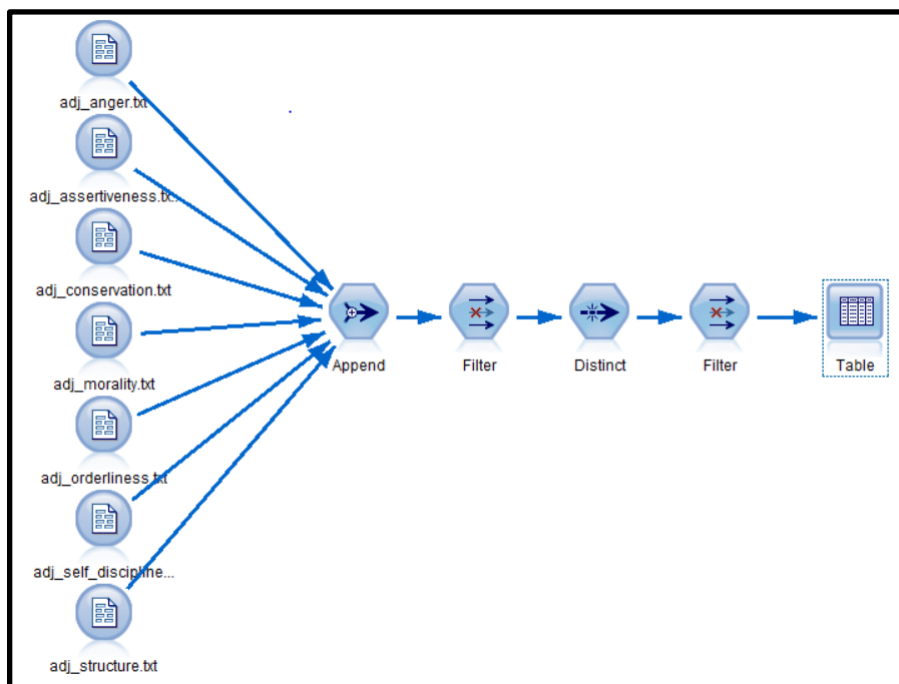 adj_anger.txt
adj_assertiveness.tx...
adj_conservation.txt
adj_morality.txt
adj_orderliness.txt
adj_self_discipline...
adj_structure.txt
Append
Filter
Distinct
Filter
Table